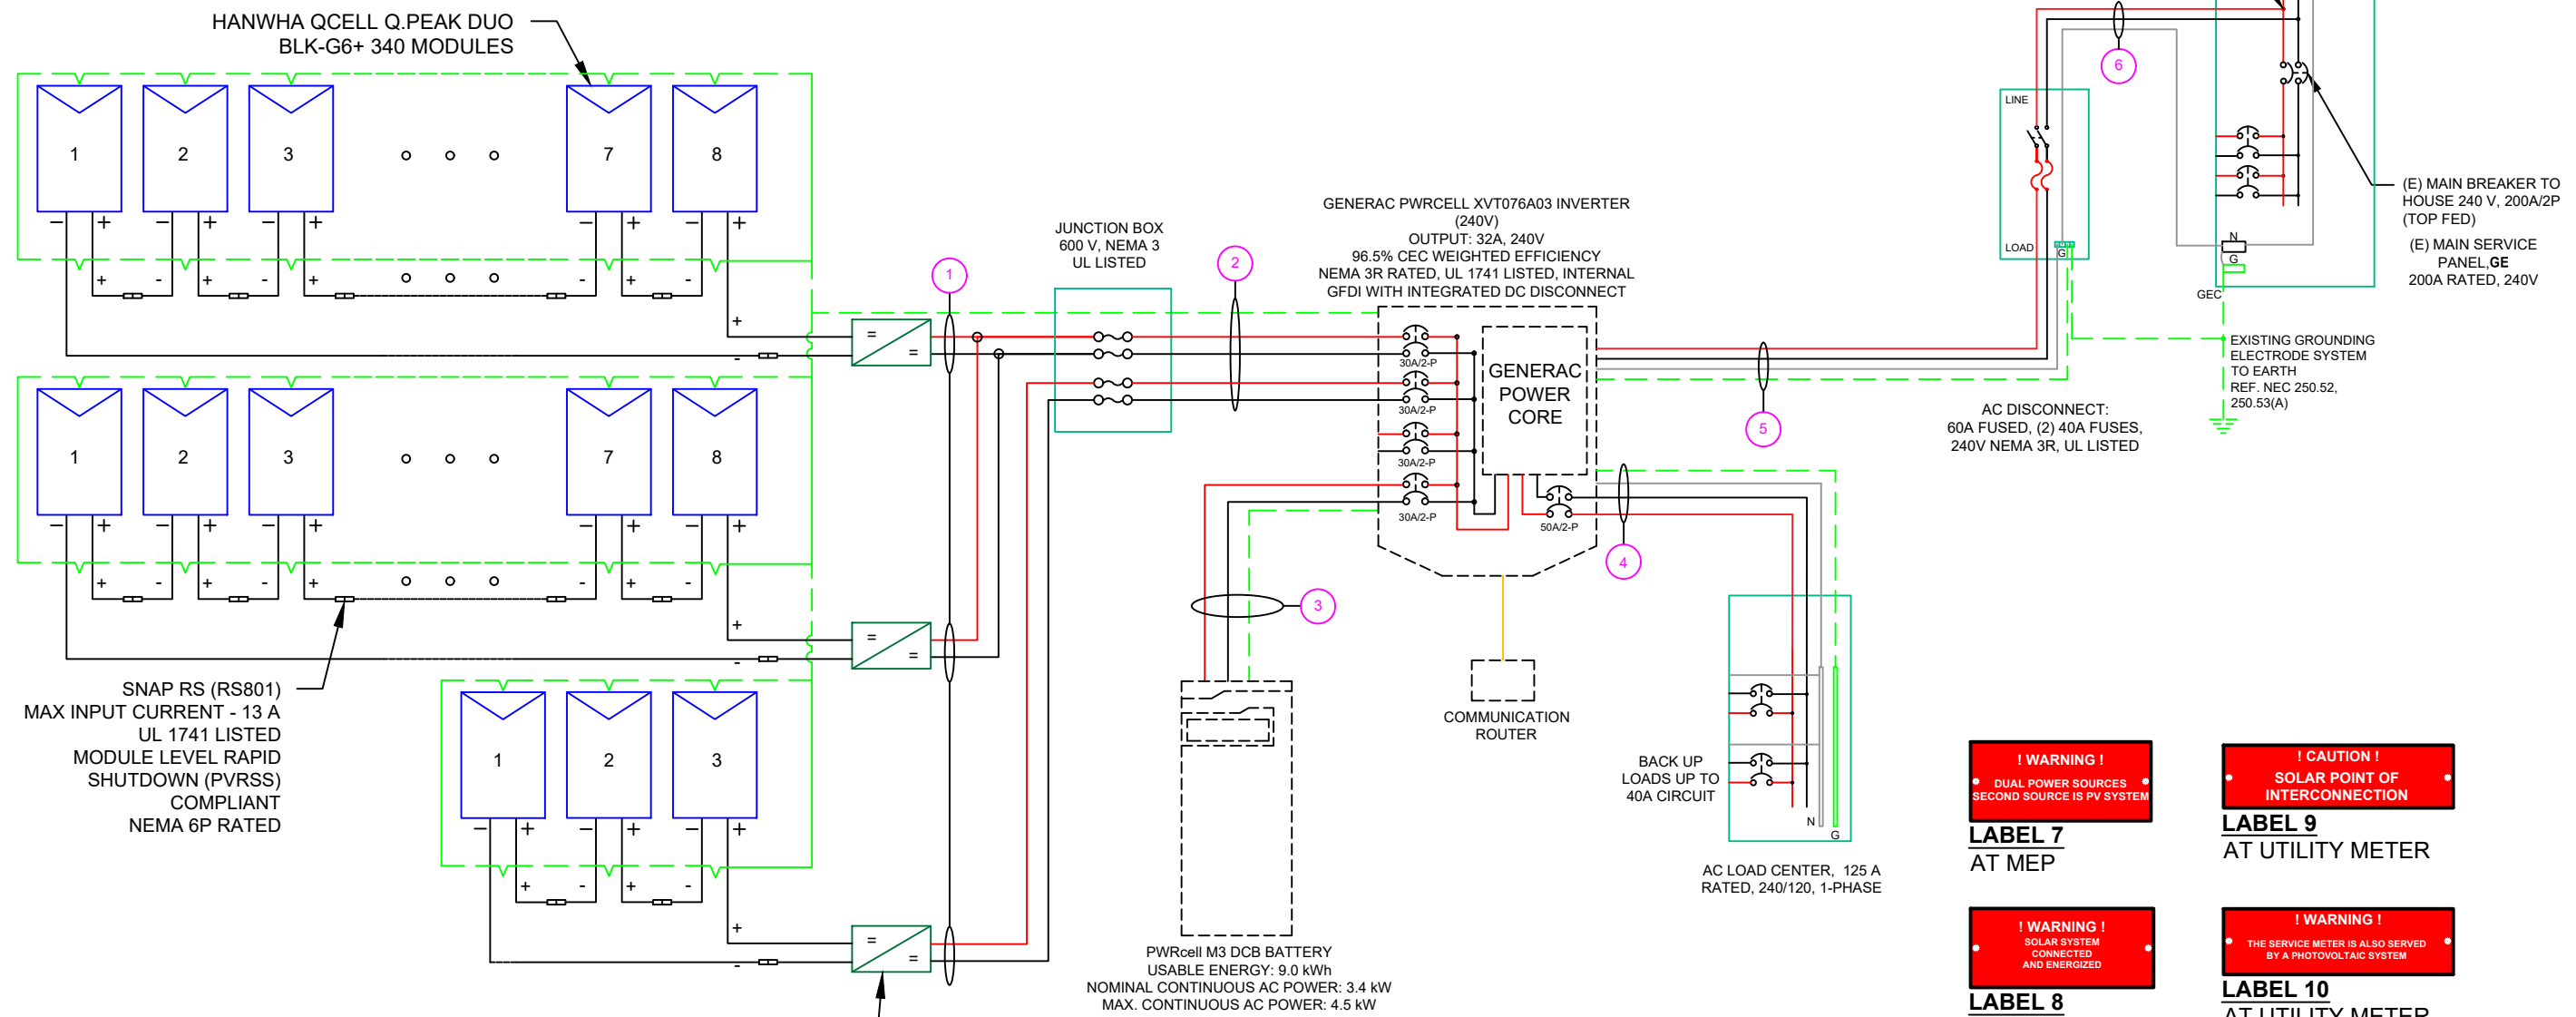 HANWHA QCELL Q.PEAK DUO
BLK-G6+ 340 MODULES
1
2
3
7
8
- +
- +
- +
- +
- +
+
-
+
-
+
-
+
-
+
-
=
=
1
2
3
7
8
- +
- +
- +
- +
- +
+
-
+
-
+
-
+
-
+
-
=
=
SNAP RS (RS801)
MAX INPUT CURRENT - 13 A
UL 1741 LISTED
MODULE LEVEL RAPID
SHUTDOWN (PVRSS)
COMPLIANT
NEMA 6P RATED
1
2
3
- +
- +
- +
+
-
+
-
+
-
=
=
1
JUNCTION BOX
600 V, NEMA 3
UL LISTED
2
GENERAC PWRCELL XVT076A03 INVERTER
(240V)
OUTPUT: 32A, 240V
96.5% CEC WEIGHTED EFFICIENCY
NEMA 3R RATED, UL 1741 LISTED, INTERNAL
GFDI WITH INTEGRATED DC DISCONNECT
30A/2-P
30A/2-P
30A/2-P
30A/2-P
GENERAC
POWER
CORE
50A/2-P
3
4
5
6
COMMUNICATION
ROUTER
PWRcell M3 DCB BATTERY
USABLE ENERGY: 9.0 kWh
NOMINAL CONTINUOUS AC POWER: 3.4 kW
MAX. CONTINUOUS AC POWER: 4.5 kW
BACK UP
LOADS UP TO
40A CIRCUIT
N
G
AC LOAD CENTER, 125 A
RATED, 240/120, 1-PHASE
LINE
LOAD
G
AC DISCONNECT:
60A FUSED, (2) 40A FUSES,
240V NEMA 3R, UL LISTED
N
G
GEC
(E) MAIN BREAKER TO
HOUSE 240 V, 200A/2P
(TOP FED)
(E) MAIN SERVICE
PANEL,GE
200A RATED, 240V
EXISTING GROUNDING
ELECTRODE SYSTEM
TO EARTH
REF. NEC 250.52,
250.53(A)
! WARNING !
DUAL POWER SOURCES
SECOND SOURCE IS PV SYSTEM
LABEL 7
AT MEP
! CAUTION !
SOLAR POINT OF
INTERCONNECTION
LABEL 9
AT UTILITY METER
! WARNING !
SOLAR SYSTEM
CONNECTED
AND ENERGIZED
LABEL 8
! WARNING !
THE SERVICE METER IS ALSO SERVED
BY A PHOTOVOLTAIC SYSTEM
LABEL 10
AT UTILITY METER